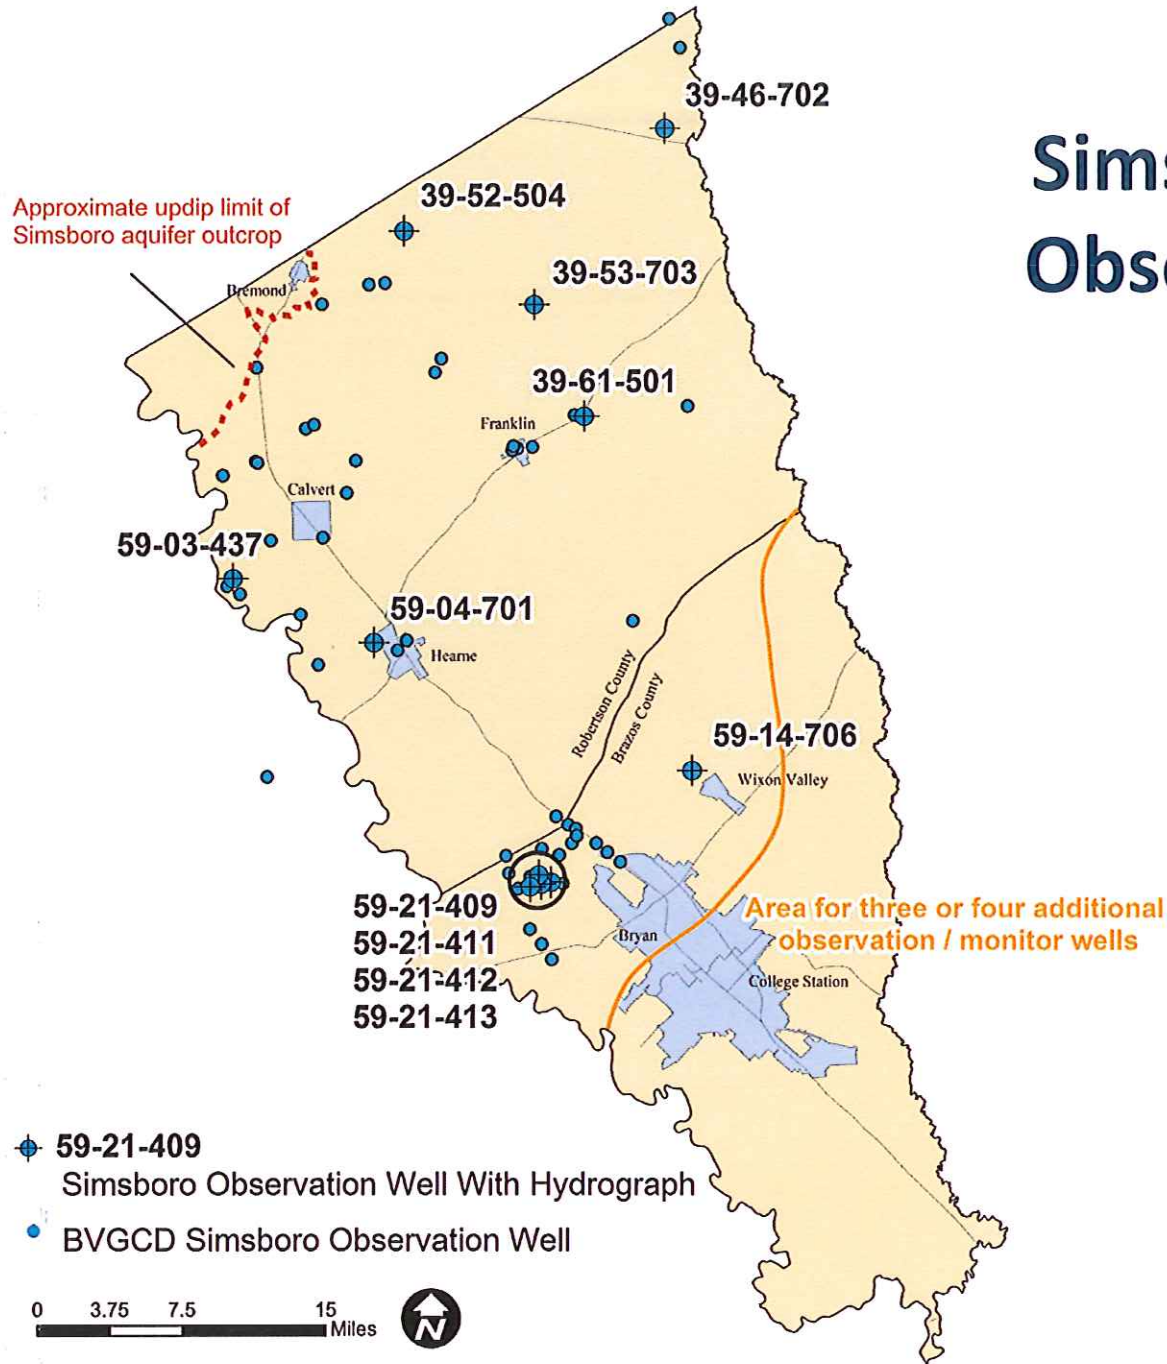 39-46-702
Sims
Obse
39-52-504
Approximate updip limit of
Simsboro aquifer outcrop
39-53-703
Bremond
39-61-501
Franklin
Calvert
59-03-437
59-04-701
Hearne
Robertson County
Brazos County
59-14-706
Wixon Valley
59-21-409
59-21-411
59-21-412
59-21-413
Area for three or four additional
observation / monitor wells
Bryan
College Station
59-21-409
Simsboro Observation Well With Hydrograph
BVGCD Simsboro Observation Well
0 3.75 7.5 15
Miles
N